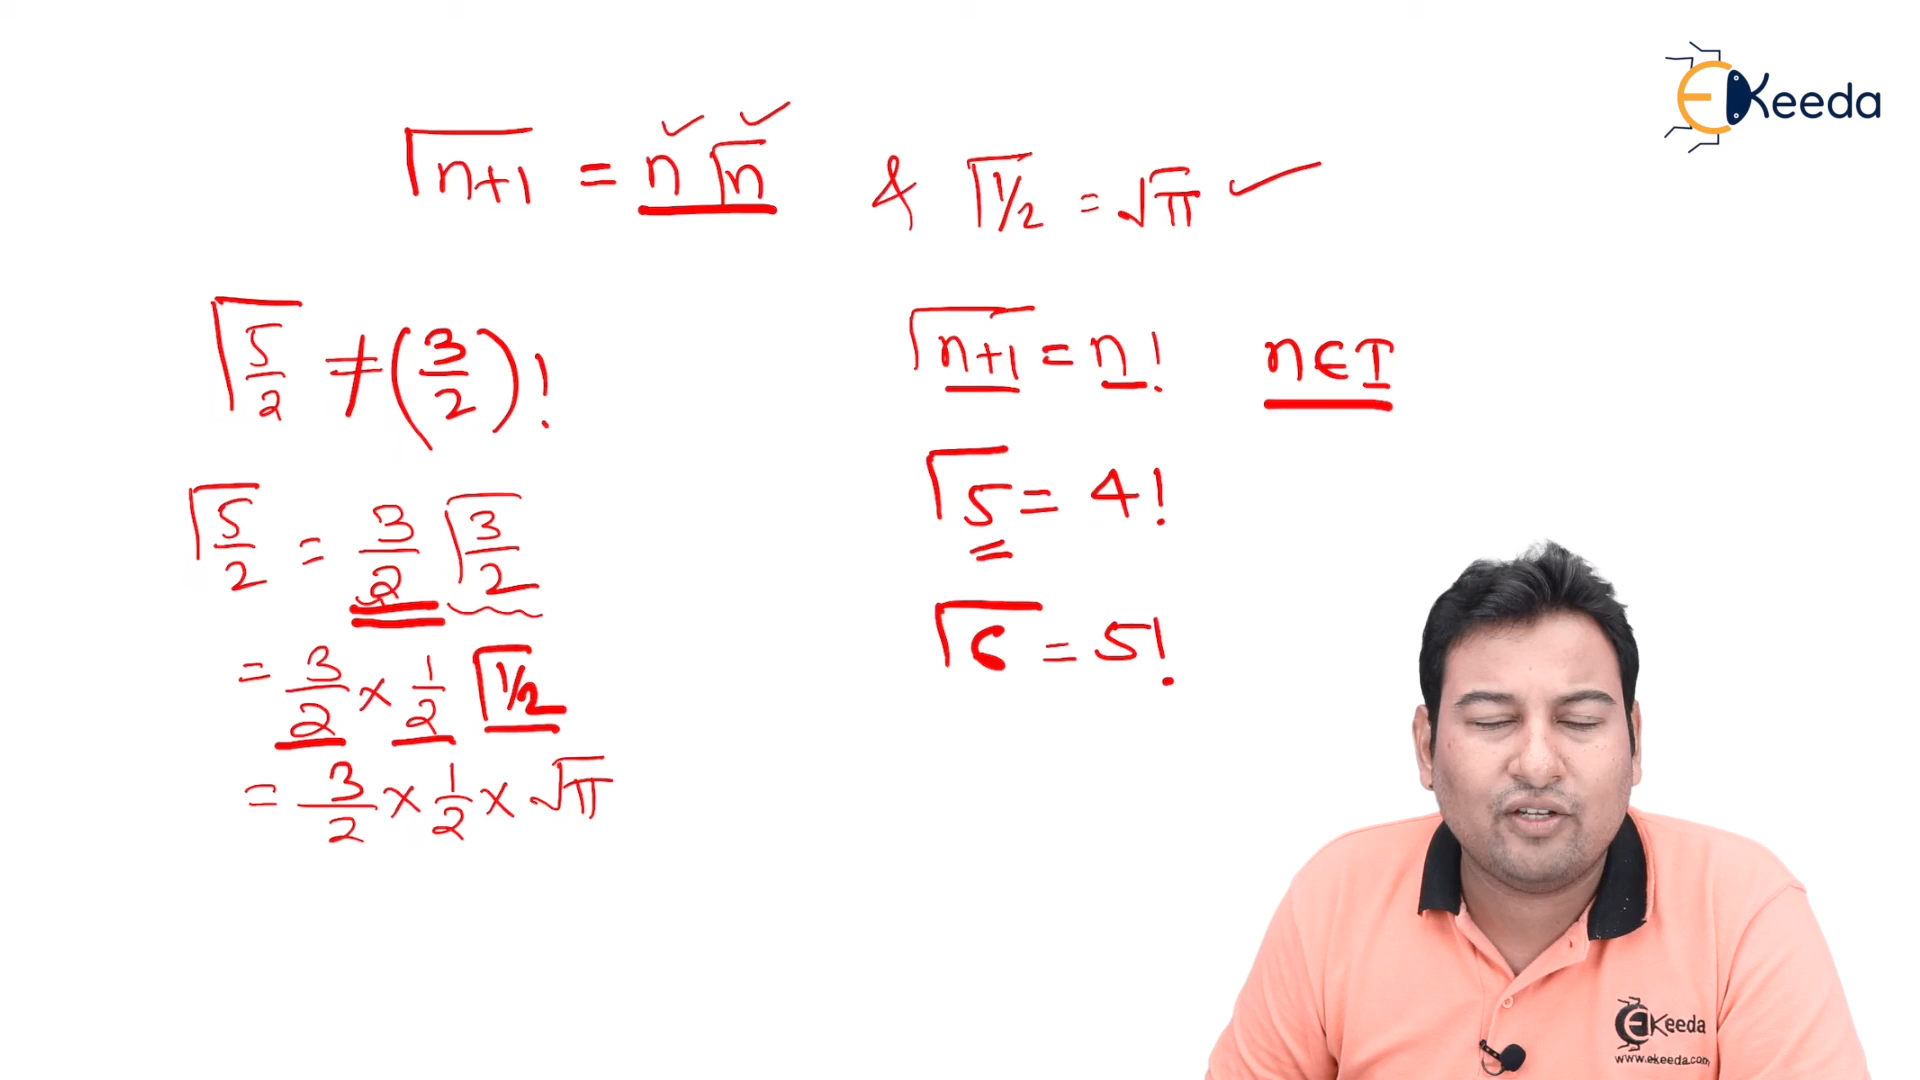 EKeeda
Γn+1 = n Γn & Γ1/2 = √π ✓
Γ5/2 ≠ (3/2)!
Γn+1 = n! n∈I
Γ5/2 = 3/2 Γ3/2
Γ5 = 4!
= 3/2 × 1/2 Γ1/2
Γ6 = 5!
= 3/2 × 1/2 × √π
EKeeda
www.ekeeda.com